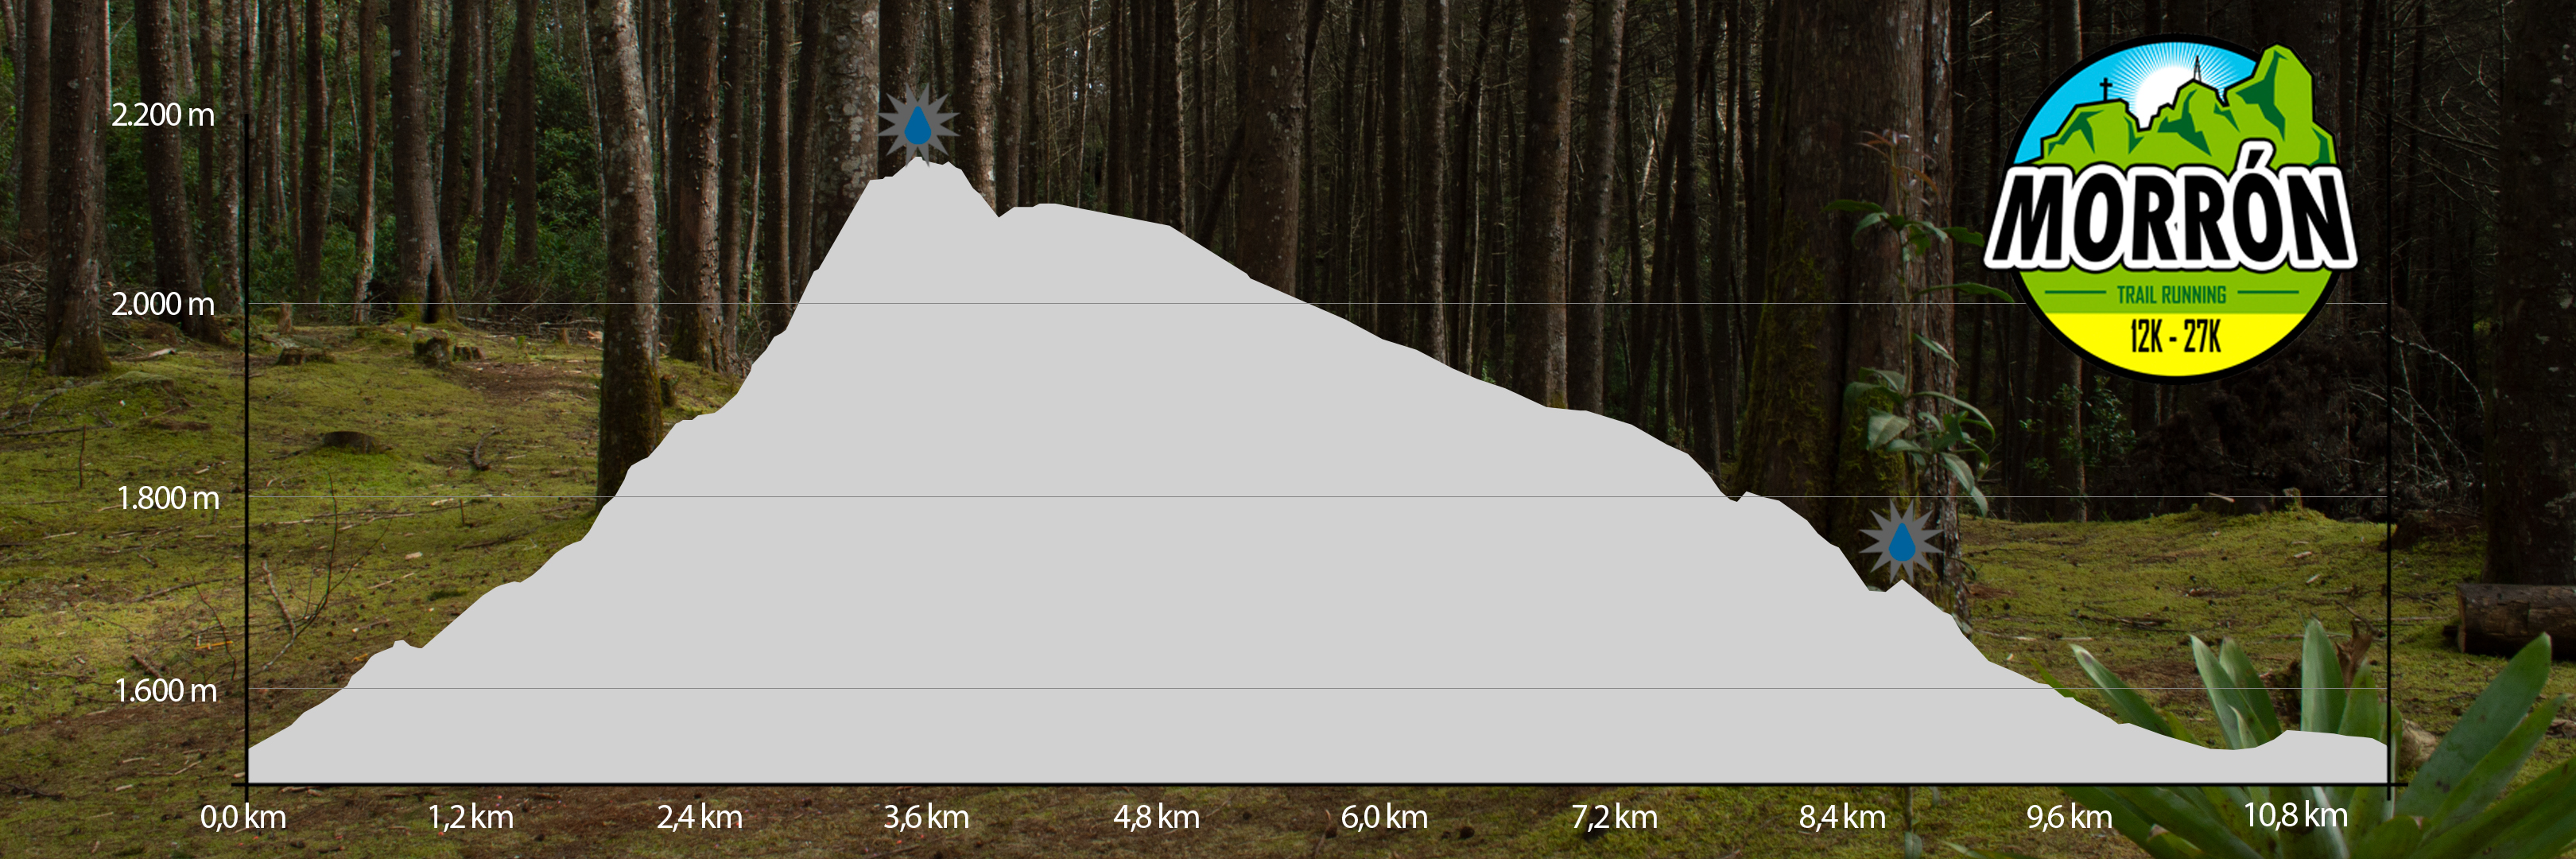 2.200 m
2.000 m
1.800 m
1.600 m
0,0 km
1,2 km
2,4 km
3,6 km
4,8 km
6,0 km
7,2 km
8,4 km
9,6 km
10,8 km
MORRÓN
TRAIL RUNNING
12K - 27K